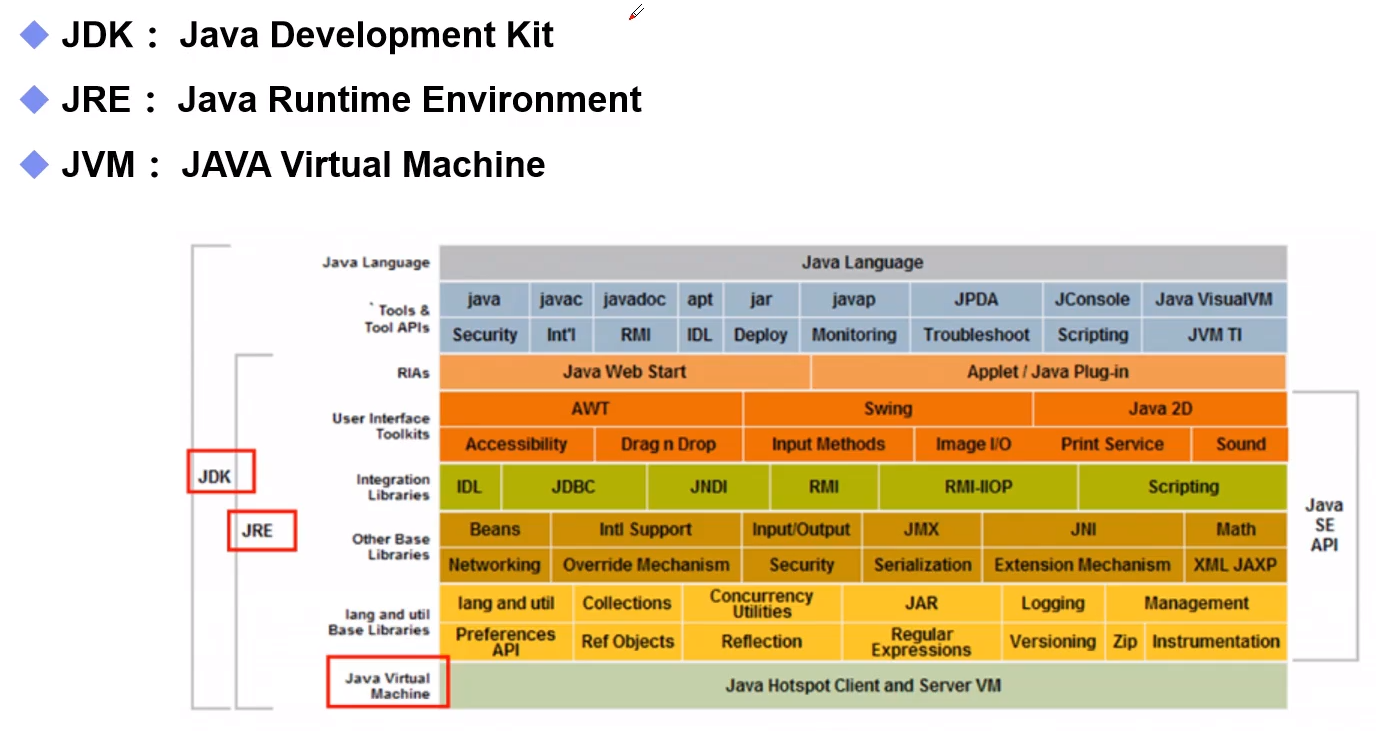 JDK： Java Development Kit
JRE： Java Runtime Environment
JVM： JAVA Virtual Machine
Java Language
Java Language
` Tools &
Tool APIs
java javac javadoc apt jar javap JPDA JConsole Java VisualVM
Security Int'l RMI IDL Deploy Monitoring Troubleshoot Scripting JVM TI
RIAs
Java Web Start Applet / Java Plug-in
User Interface
Toolkits
AWT Swing Java 2D
Accessibility Drag n Drop Input Methods Image I/O Print Service Sound
JDK
Integration
Libraries
IDL JDBC JNDI RMI RMI-IIOP Scripting
JRE
Other Base
Libraries
Beans Intl Support Input/Output JMX JNI Math
Networking Override Mechanism Security Serialization Extension Mechanism XML JAXP
Java
SE
API
lang and util
Base Libraries
lang and util Collections Concurrency Utilities JAR Logging Management
Preferences API Ref Objects Reflection Regular Expressions Versioning Zip Instrumentation
Java Virtual
Machine
Java Hotspot Client and Server VM